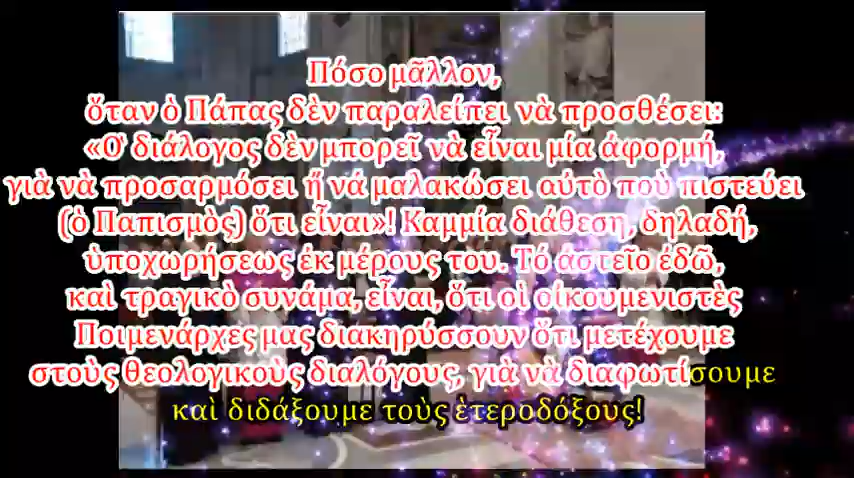 Πόσο μᾶλλον,
ὅταν ὁ Πάπας δὲν παραλείπει νὰ προσθέσει:
«Ὁ διάλογος δὲν μπορεῖ νὰ εἶναι μία ἀφορμή,
γιὰ νὰ προσαρμόσει ἤ νά μαλακώσει αὐτὸ ποὺ πιστεύει
(ὁ Παπισμὸς) ὅτι εἶναι»! Καμμία διάθεση, δηλαδή,
ὑποχωρήσεως ἐκ μέρους του. Τό ἀστεῖο ἐδῶ,
καὶ τραγικὸ συνάμα, εἶναι, ὅτι οἱ οἰκουμενιστὲς
Ποιμενάρχες μας διακηρύσσουν ὅτι μετέχουμε
στοὺς θεολογικοὺς διαλόγους, γιὰ νὰ διαφωτίσουμε
καὶ διδάξουμε τοὺς ἑτεροδόξους!